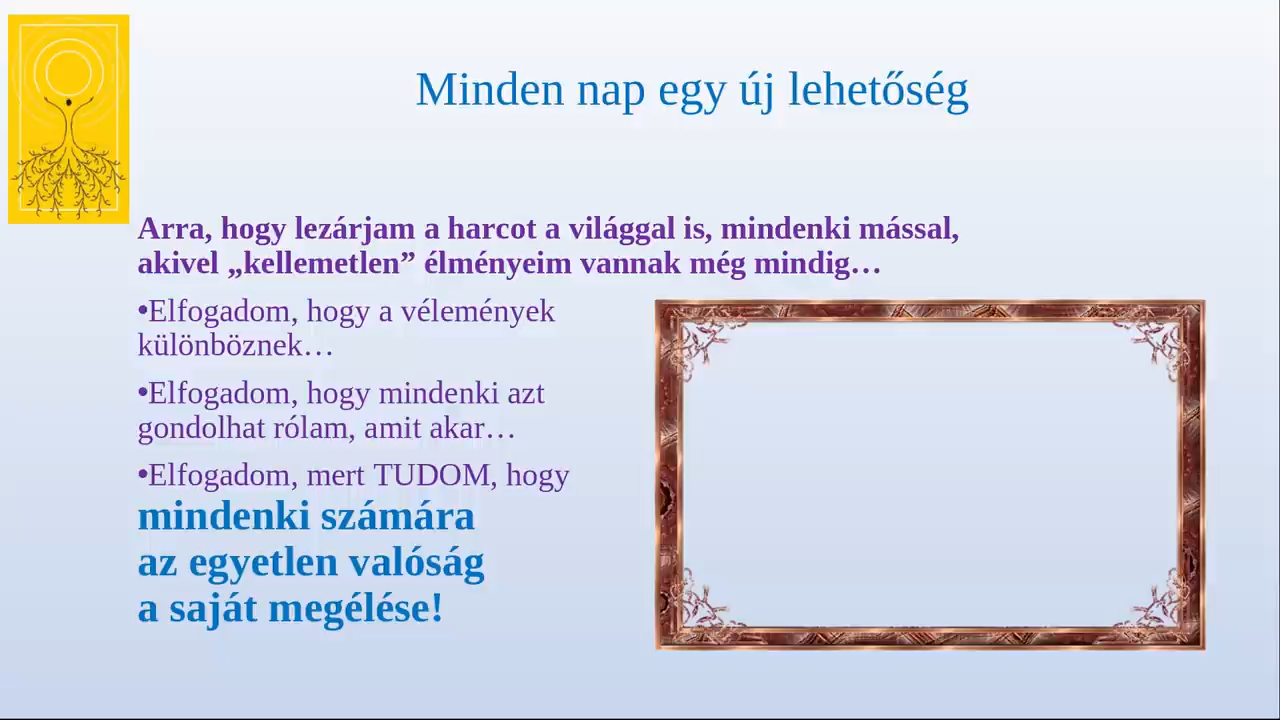 Minden nap egy új lehetőség
Arra, hogy lezárjam a harcot a világgal is, mindenki mással,
akivel „kellemetlen” élményeim vannak még mindig…
•Elfogadom, hogy a vélemények
különböznek…
•Elfogadom, hogy mindenki azt
gondolhat rólam, amit akar…
•Elfogadom, mert TUDOM, hogy
mindenki számára
az egyetlen valóság
a saját megélése!